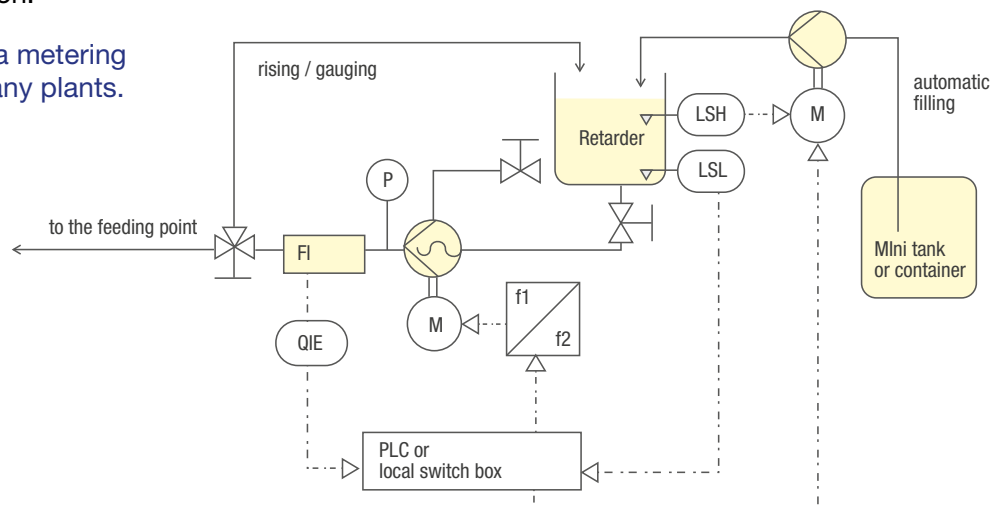 a metering
any plants.
rising / gauging
automatic
filling
LSH
M
Retarder
LSL
P
to the feeding point
FI
MIni tank
or container
f1
f2
M
QIE
PLC or
local switch box